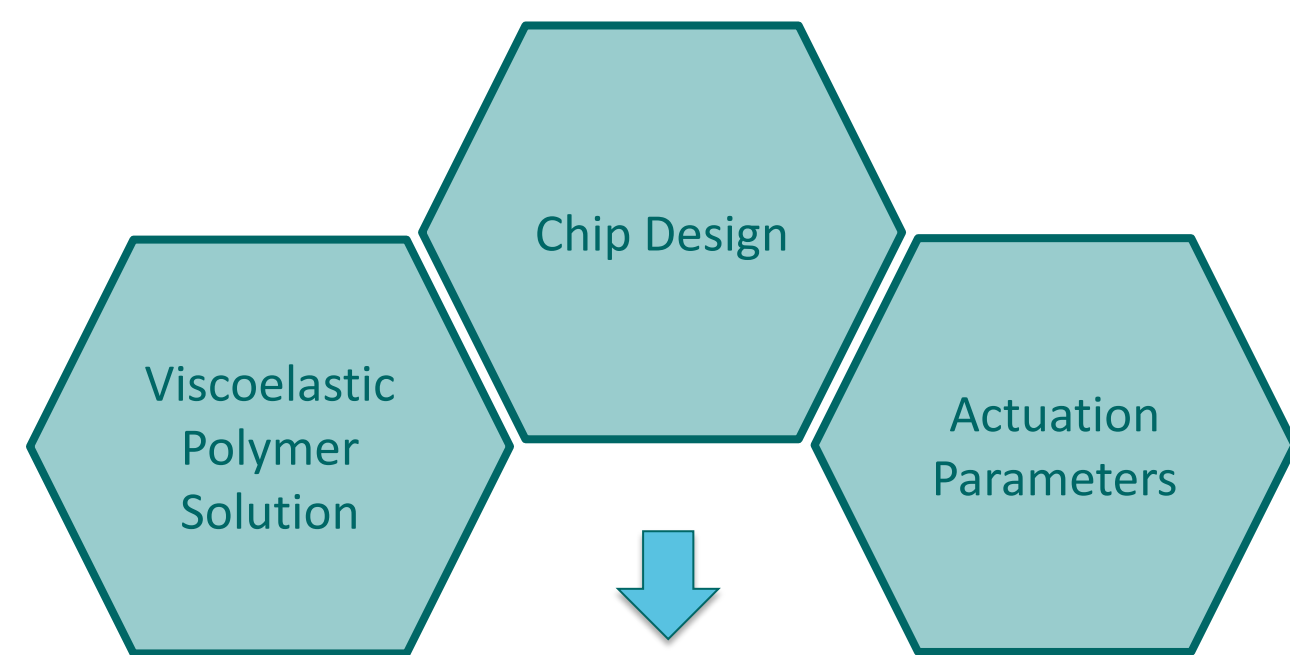 Chip Design
Viscoelastic
Polymer
Solution
Actuation
Parameters